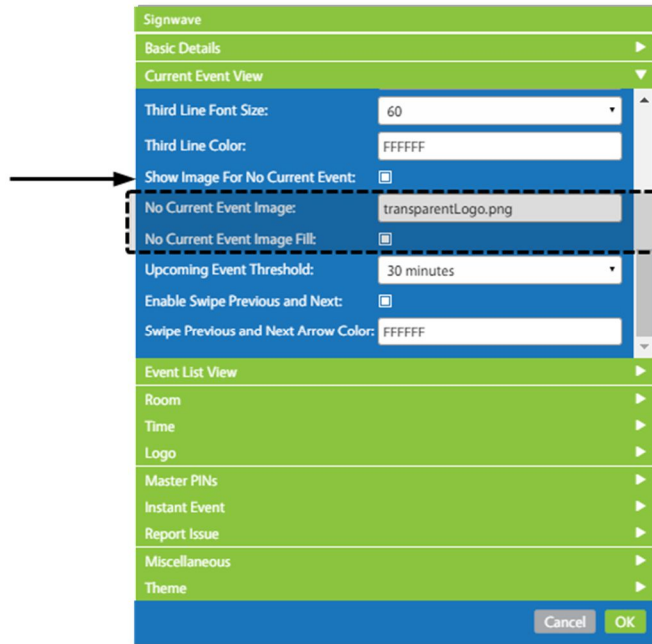 Signwave
Basic Details
Current Event View
Third Line Font Size: 60
Third Line Color: FFFFFF
Show Image For No Current Event:
No Current Event Image: transparentLogo.png
No Current Event Image Fill:
Upcoming Event Threshold: 30 minutes
Enable Swipe Previous and Next:
Swipe Previous and Next Arrow Color: FFFFFF
Event List View
Room
Time
Logo
Master PINs
Instant Event
Report Issue
Miscellaneous
Theme
Cancel OK